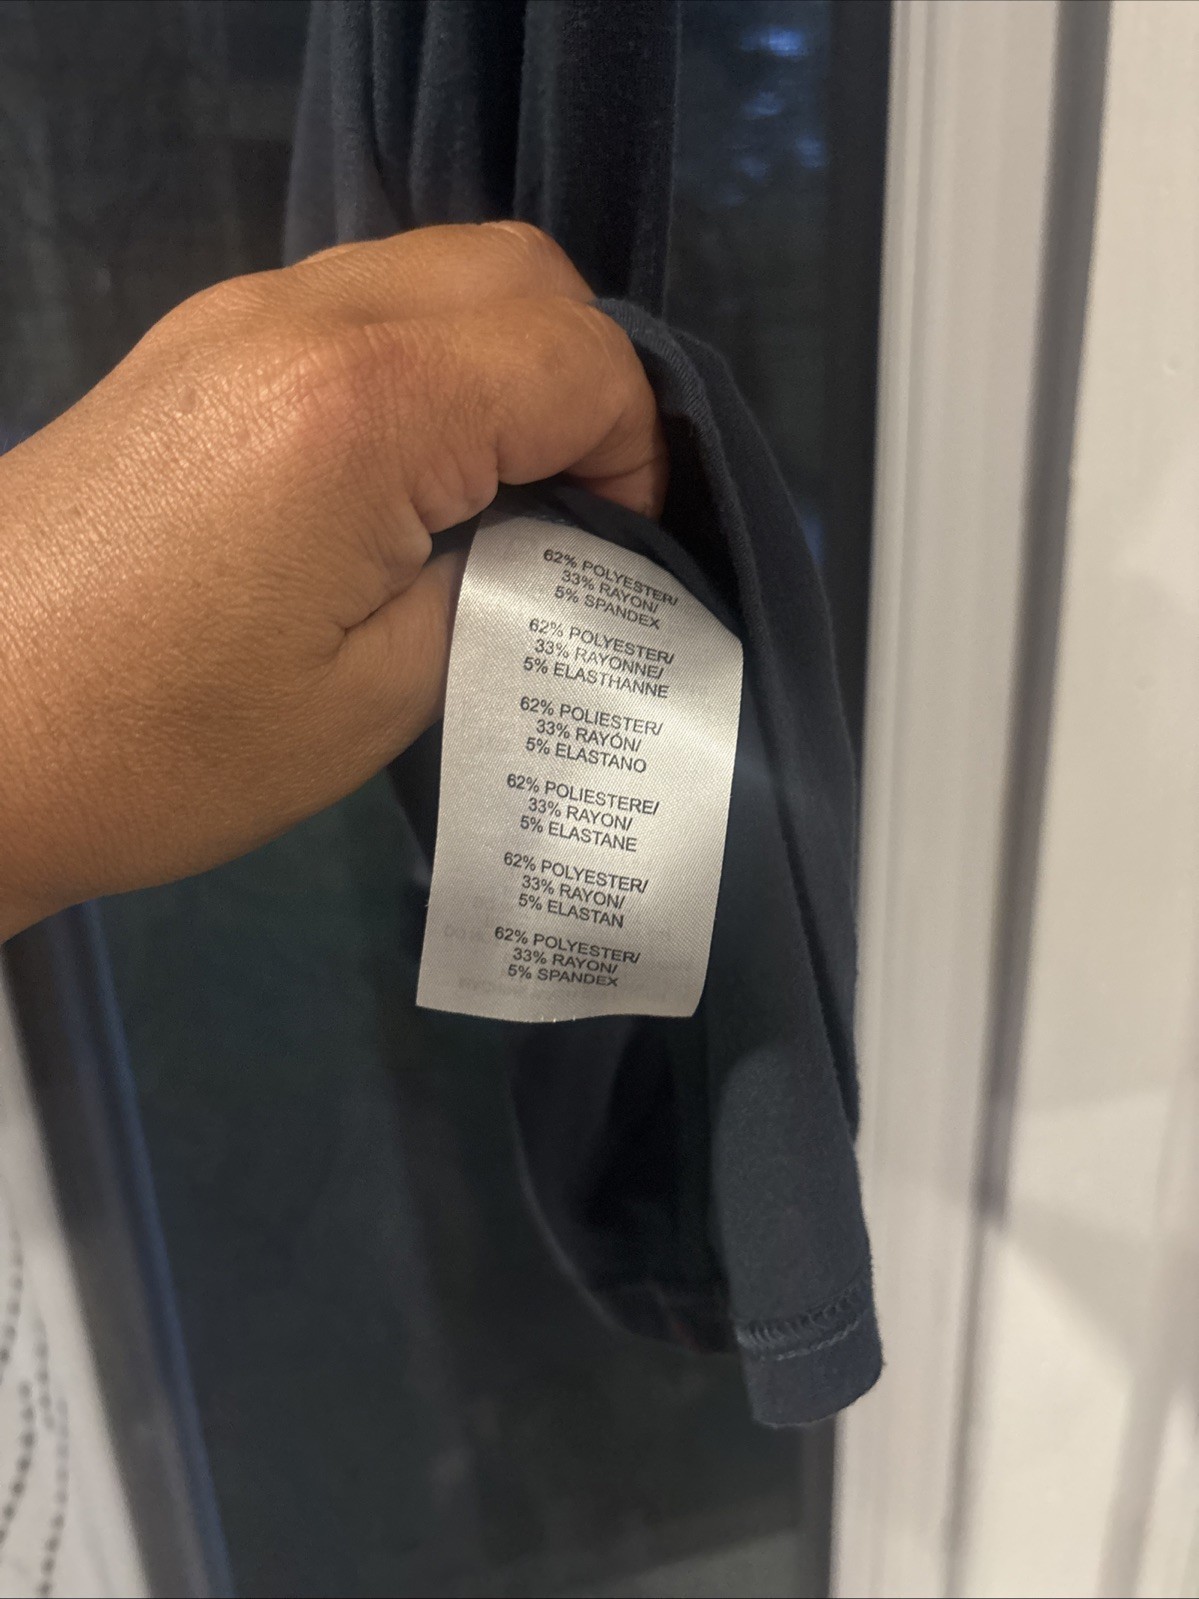 62% POLYESTER/
33% RAYON/
5% SPANDEX
62% POLYESTER/
33% RAYONNE/
5% ELASTHANNE
62% POLIESTER/
33% RAYÓN/
5% ELASTANO
62% POLIESTERE/
33% RAYON/
5% ELASTANE
62% POLYESTER/
33% RAYON/
5% ELASTAN
62% POLYESTER/
33% RAYON/
5% SPANDEX